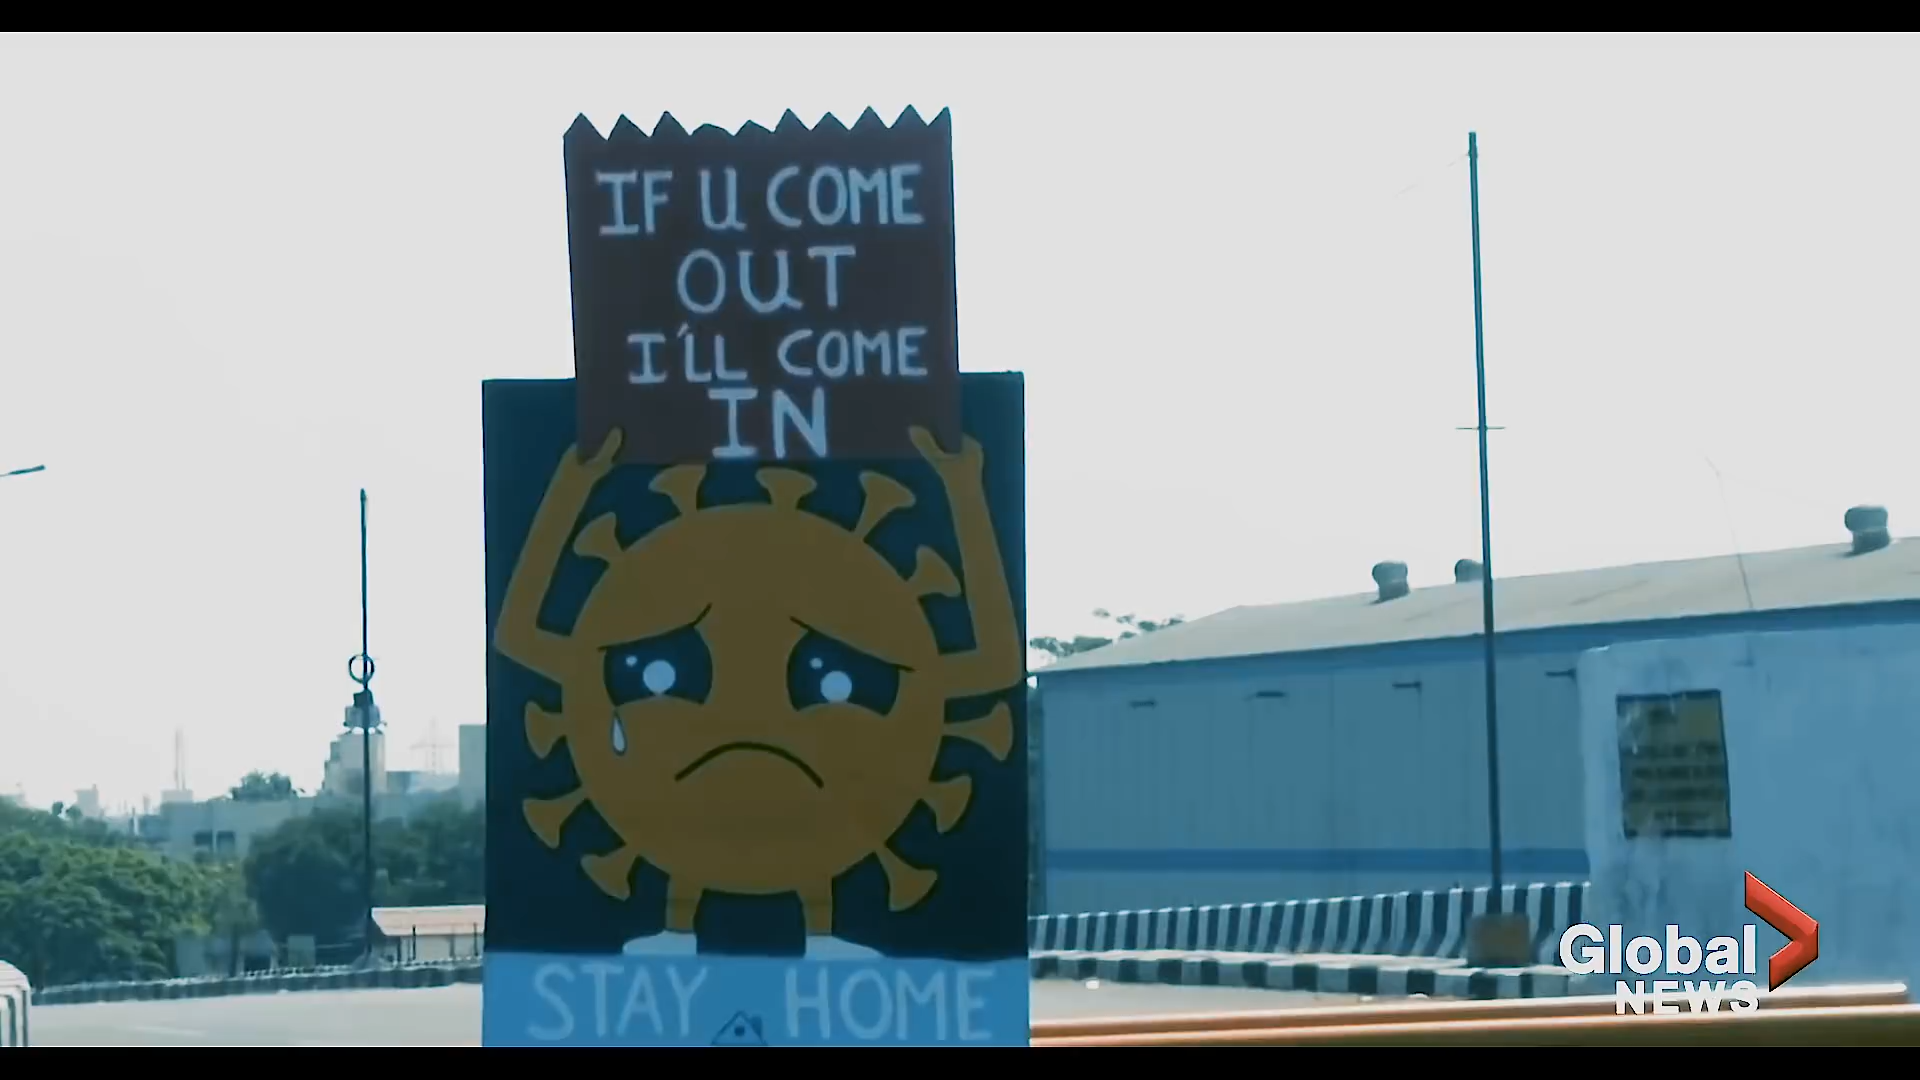 IF U COME
OUT
I'LL COME
IN
STAY HOME
Global
NEWS